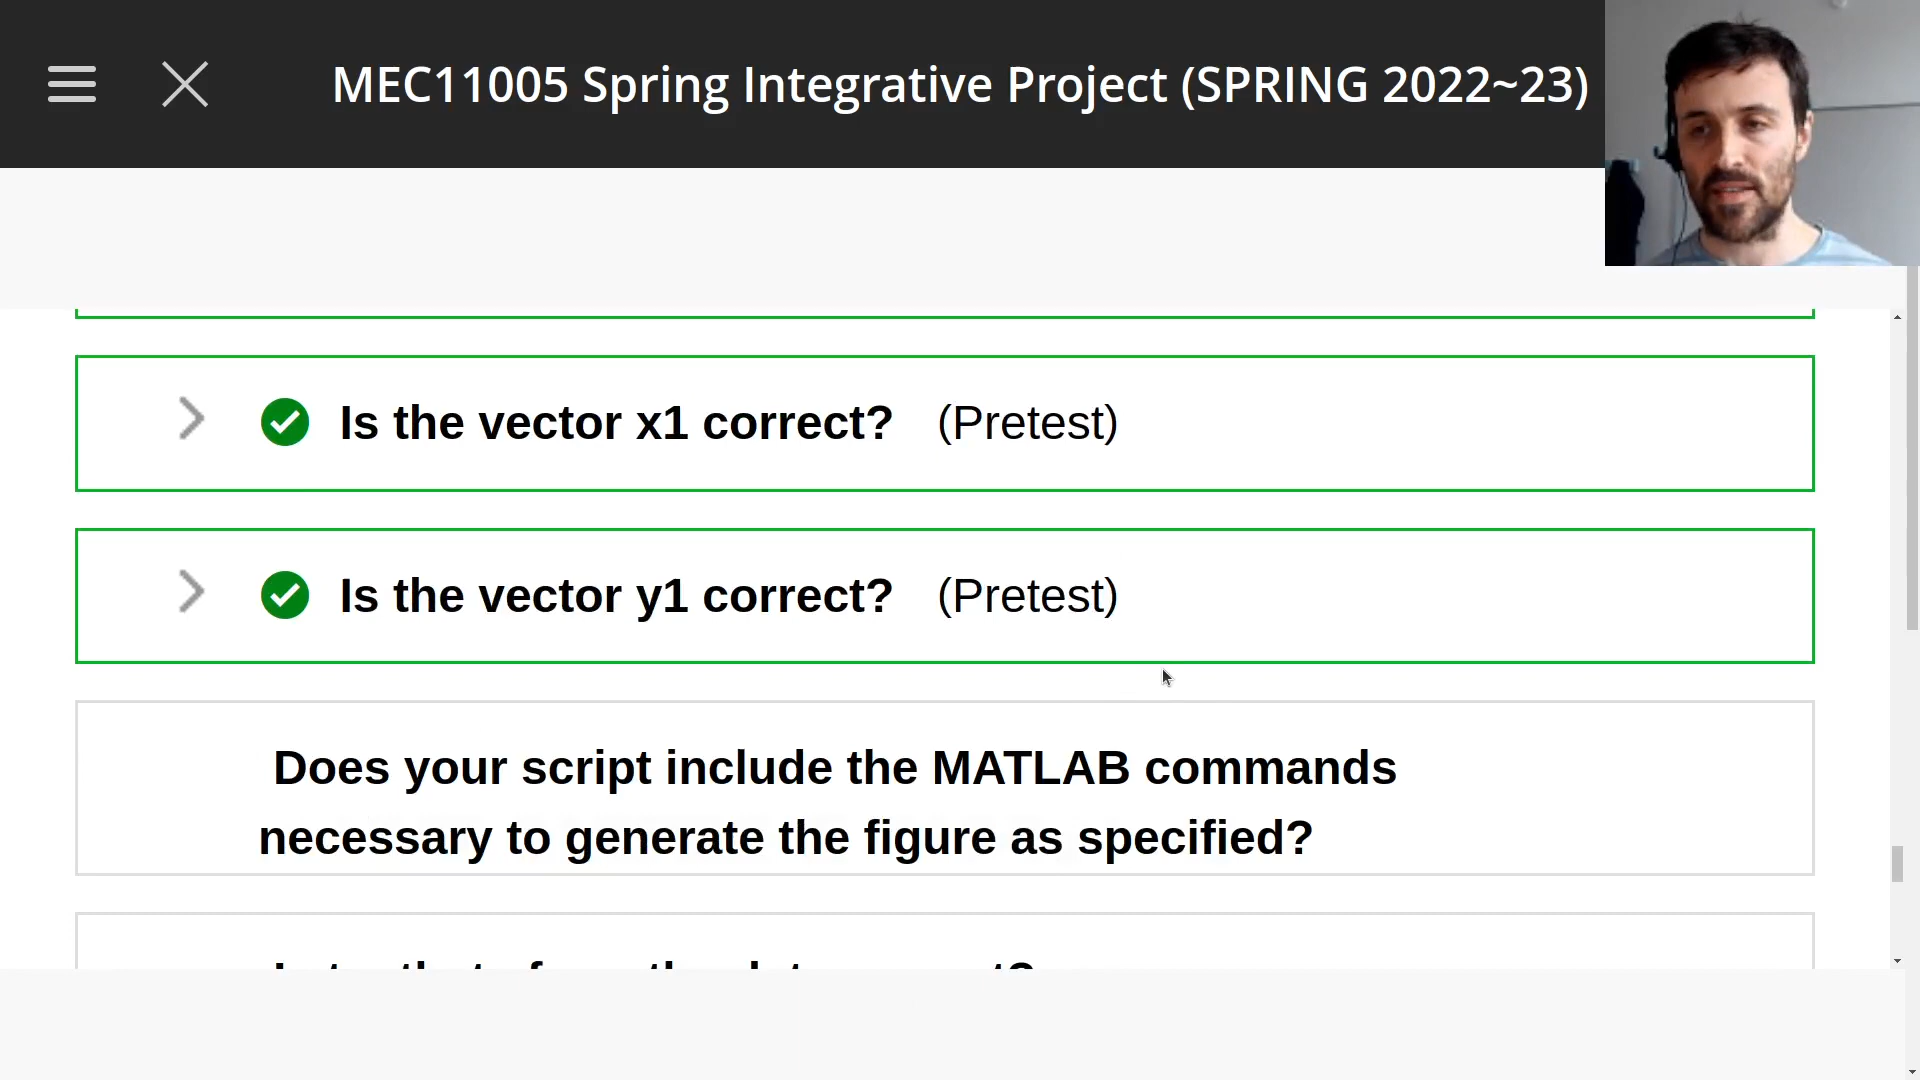 MEC11005 Spring Integrative Project (SPRING 2022~23)
Is the vector x1 correct? (Pretest)
Is the vector y1 correct? (Pretest)
Does your script include the MATLAB commands
necessary to generate the figure as specified?